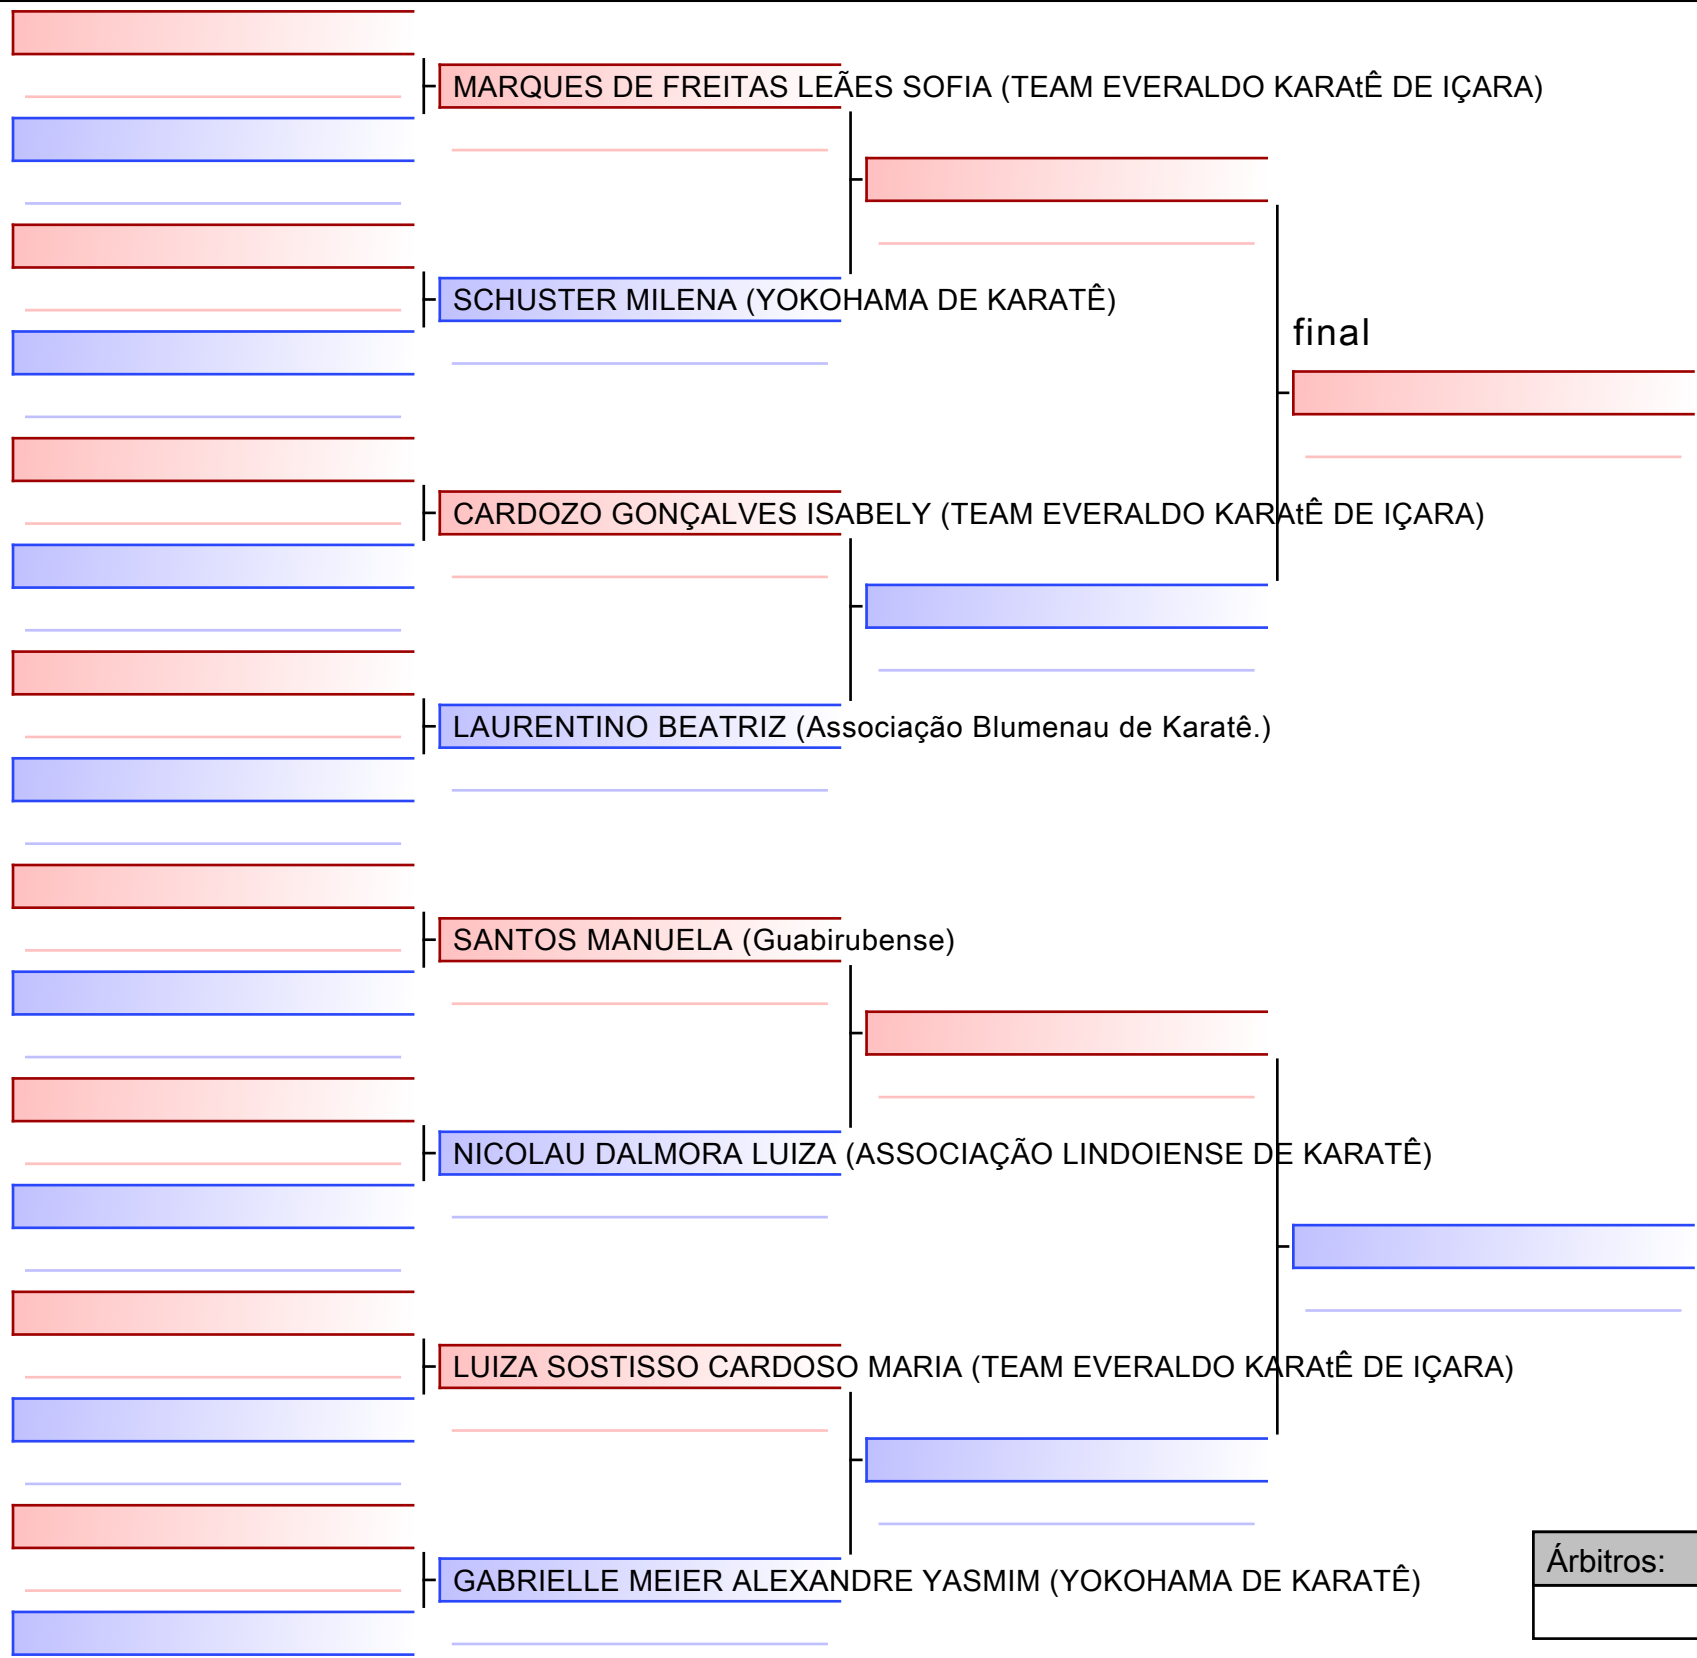 MARQUES DE FREITAS LEÃES SOFIA (TEAM EVERALDO KARAtÊ DE IÇARA)
SCHUSTER MILENA (YOKOHAMA DE KARATÊ)
final
CARDOZO GONÇALVES ISABELY (TEAM EVERALDO KARAtÊ DE IÇARA)
LAURENTINO BEATRIZ (Associação Blumenau de Karatê.)
SANTOS MANUELA (Guabirubense)
NICOLAU DALMORA LUIZA (ASSOCIAÇÃO LINDOIENSE DE KARATÊ)
LUIZA SOSTISSO CARDOSO MARIA (TEAM EVERALDO KARAtÊ DE IÇARA)
Árbitros:
GABRIELLE MEIER ALEXANDRE YASMIM (YOKOHAMA DE KARATÊ)